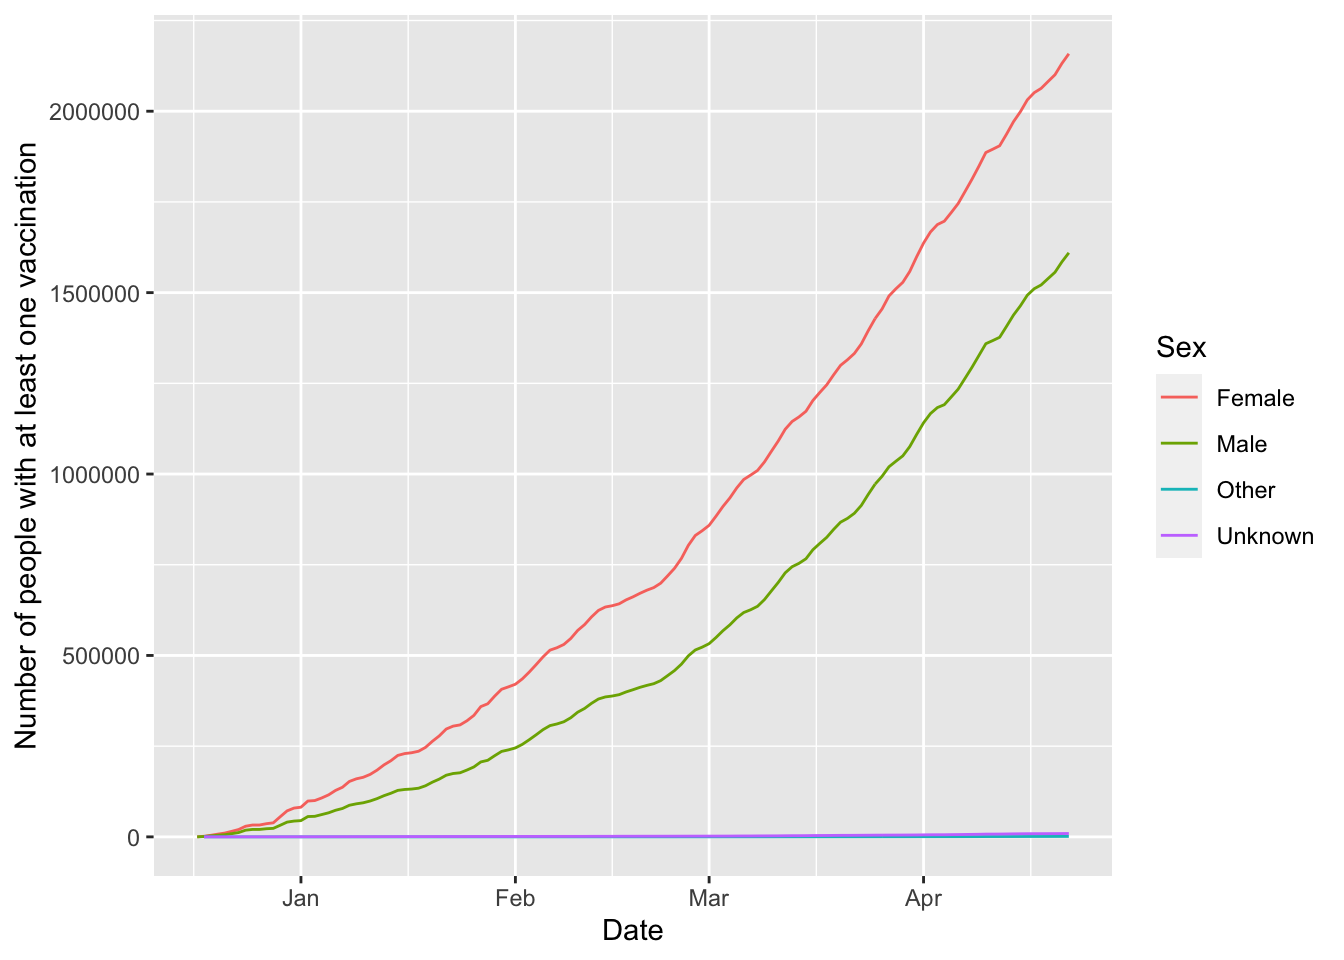 Number of people with at least one vaccination
2000000
1500000
1000000
500000
0
Jan Feb Mar Apr
Date
Sex
Female
Male
Other
Unknown